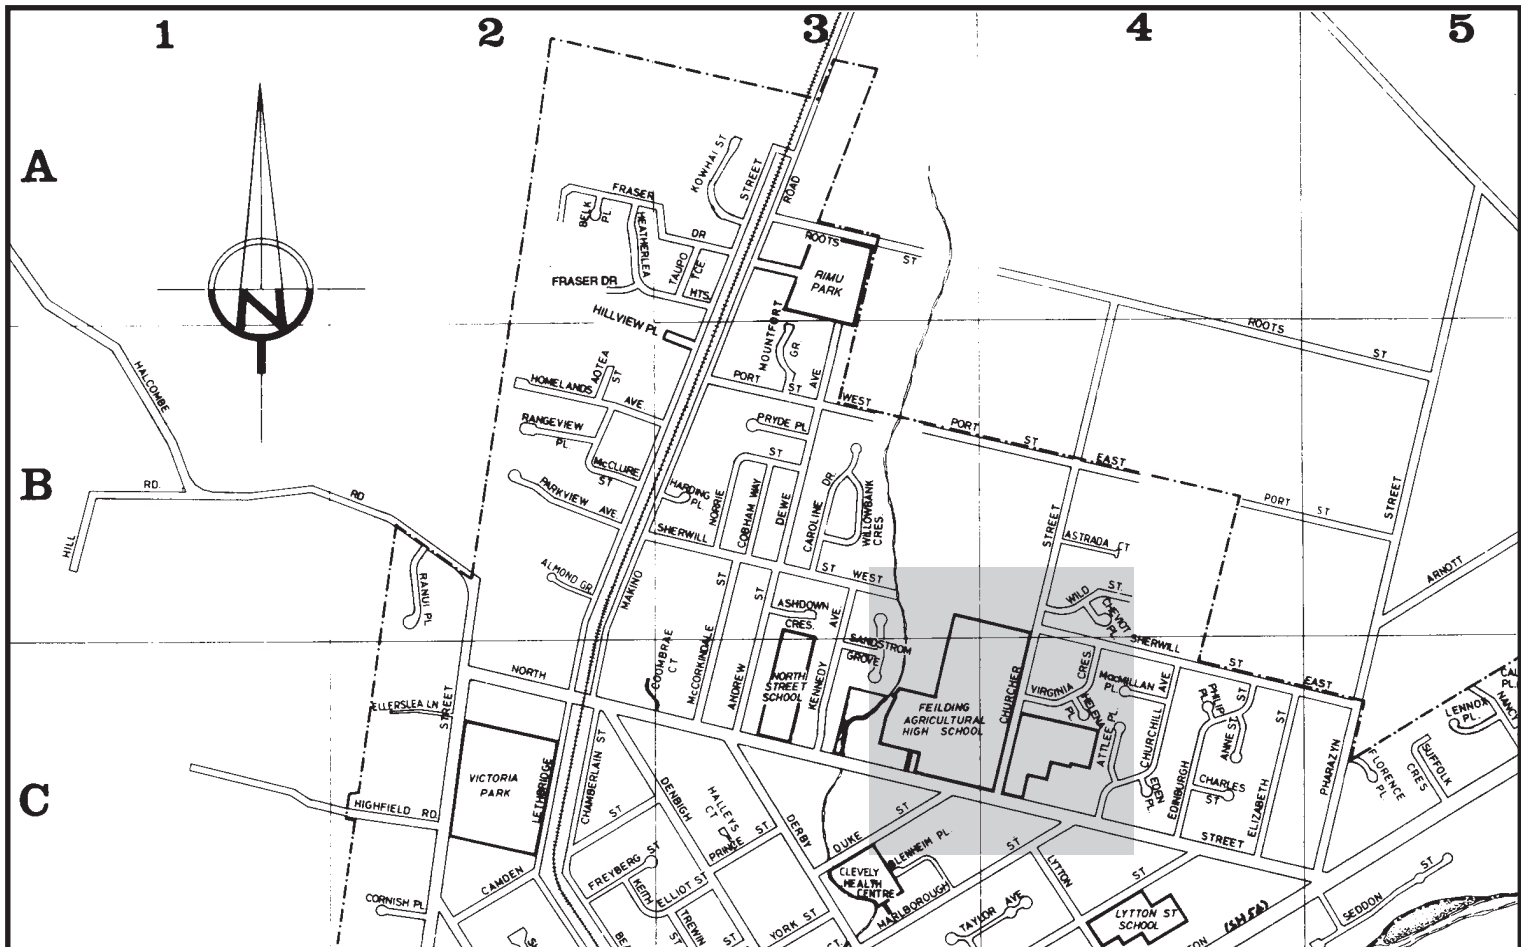 1
2
3
4
5
A
KOWHAI ST
STREET
ROAD
FRASER
BELK
PL
HEATHERLEA
DR
TAUPO
TCE
HTS.
FRASER DR
ROOTS
ST
RIMU
PARK
N
HILLVIEW PL
MOUNTFORT
GR
ROOTS
ST
HALCOMBE
AOTEA
ST
HOMELANDS
AVE.
PORT
ST
AVE.
WEST
RANGEVIEW
PL.
PRYDE PL
PORT
ST
EAST
B
McCLURE
ST
ST
RD.
RD
PARKVIEW
AVE.
HARDING
PL
NORRIE
COBHAM WAY
DEWE
CAROLINE
DR.
WILLOWBANK
CRES.
STREET
PORT
ST
STREET
HILL
SHERWILL
ST
WEST
ASTRADA CT
ALMOND GR.
MAKINO
ST
ST
ARNOTT
RANUI PL
ASHDOWN
CRES.
AVE.
WILD
ST.
CHEVIOT
PL
SHERWILL
ST
EAST
SANDSTROM
GROVE
COOMBRAE
CT
McCORKINDALE
ANDREW
NORTH
STREET
SCHOOL
KENNEDY
NORTH
STREET
CHURCHER
CRES.
VIRGINIA
HELENA
PL
MacMILLAN
PL.
AVE
PHILIP
PL
ST
ANNE ST.
ST
ELLERSLEA LN
FEILDING
AGRICULTURAL
HIGH SCHOOL
ATTLEE
PL.
CHURCHILL
EDEN
PL
EDINBURGH
CHARLES
ST
ELIZABETH
PHARAZYN
LENNOX
PL.
NANCY
FLORENCE
PL
SUFFOLK
CRES
C
VICTORIA
PARK
LETHBRIDGE
CHAMBERLAIN ST
ST
DENBIGH
HALLEYS
CT
HIGHFIELD RD.
DERBY
DUKE
ST
STREET
PRINCE
ST
FREYBERG
ST
BLENHEIM PL.
ST
LYTTON
CLEVELY
HEALTH
CENTRE
CAMDEN
KEITH
ELLIOT ST
MARLBOROUGH
ST
CORNISH PL
TREWIN
ST
YORK ST
TAYLOR AVE
LYTTON ST
SCHOOL
(SH 54)
SEDDON
ST